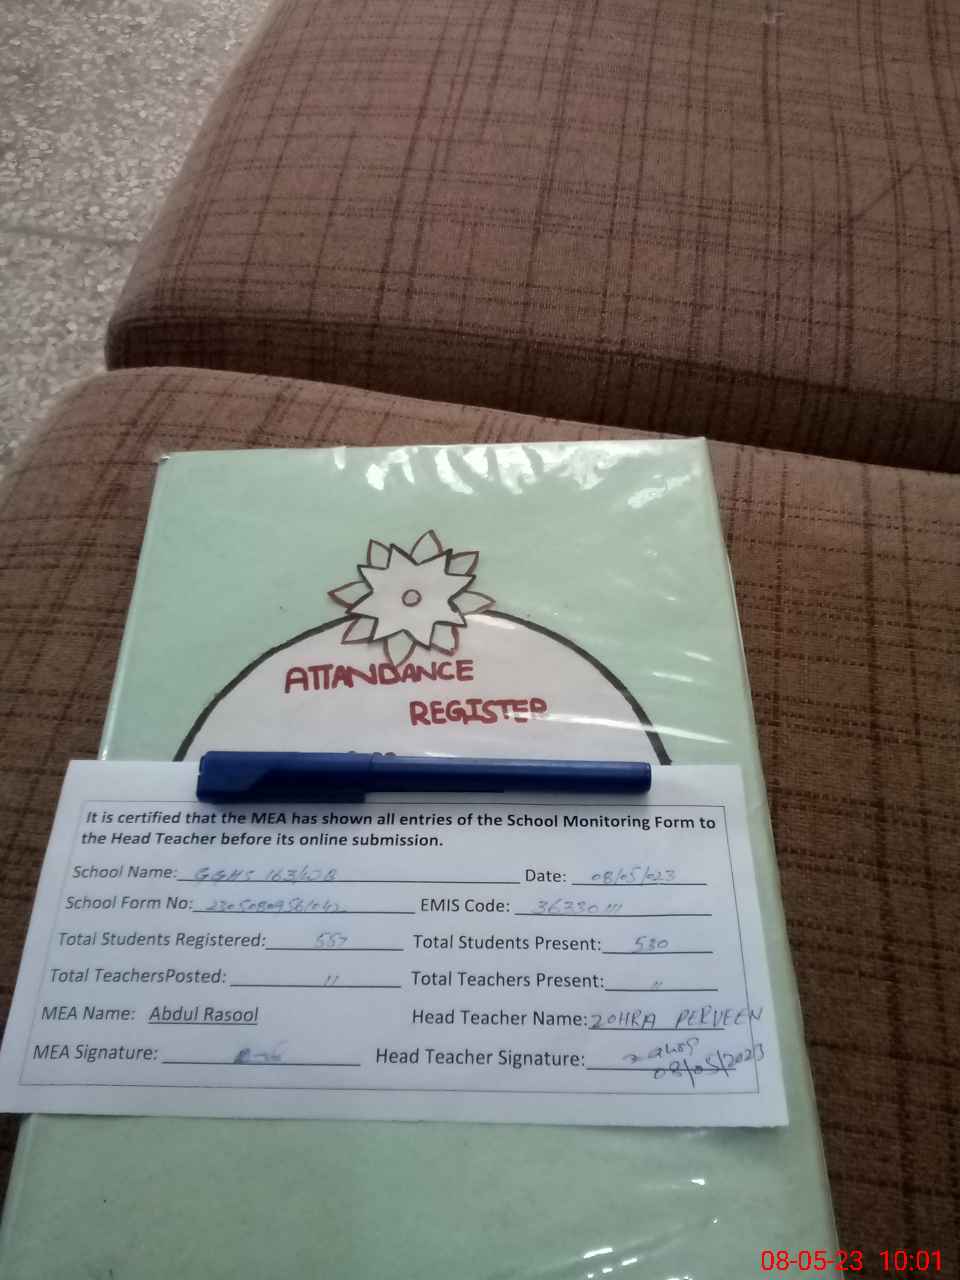 ATTANDANCE
REGISTER
It is certified that the MEA has shown all entries of the School Monitoring Form to
the Head Teacher before its online submission.
School Name: GGHS Date: 08/05/023
School Form No: EMIS Code: 36330111
Total Students Registered: 557 Total Students Present: 530
Total TeachersPosted: 11 Total Teachers Present: 11
MEA Name: Abdul Rasool Head Teacher Name: ZOHRA PERVEEN
MEA Signature: Head Teacher Signature:
08/05/2023
08-05-23 10:01